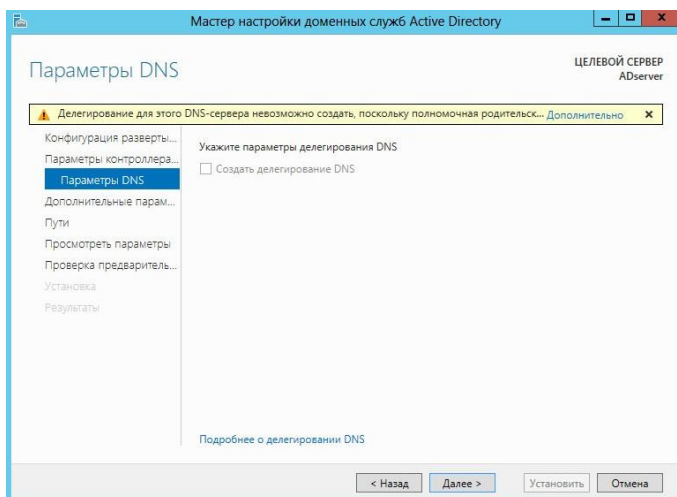 Мастер настройки доменных служб Active Directory
Параметры DNS
ЦЕЛЕВОЙ СЕРВЕР
ADserver
Делегирование для этого DNS-сервера невозможно создать, поскольку полномочная родительск... Дополнительно
Конфигурация разверты...
Параметры контроллера...
Параметры DNS
Дополнительные парам...
Пути
Просмотреть параметры
Проверка предваритель...
Установка
Результаты
Укажите параметры делегирования DNS
Создать делегирование DNS
Подробнее о делегировании DNS
< Назад
Далее >
Установить
Отмена